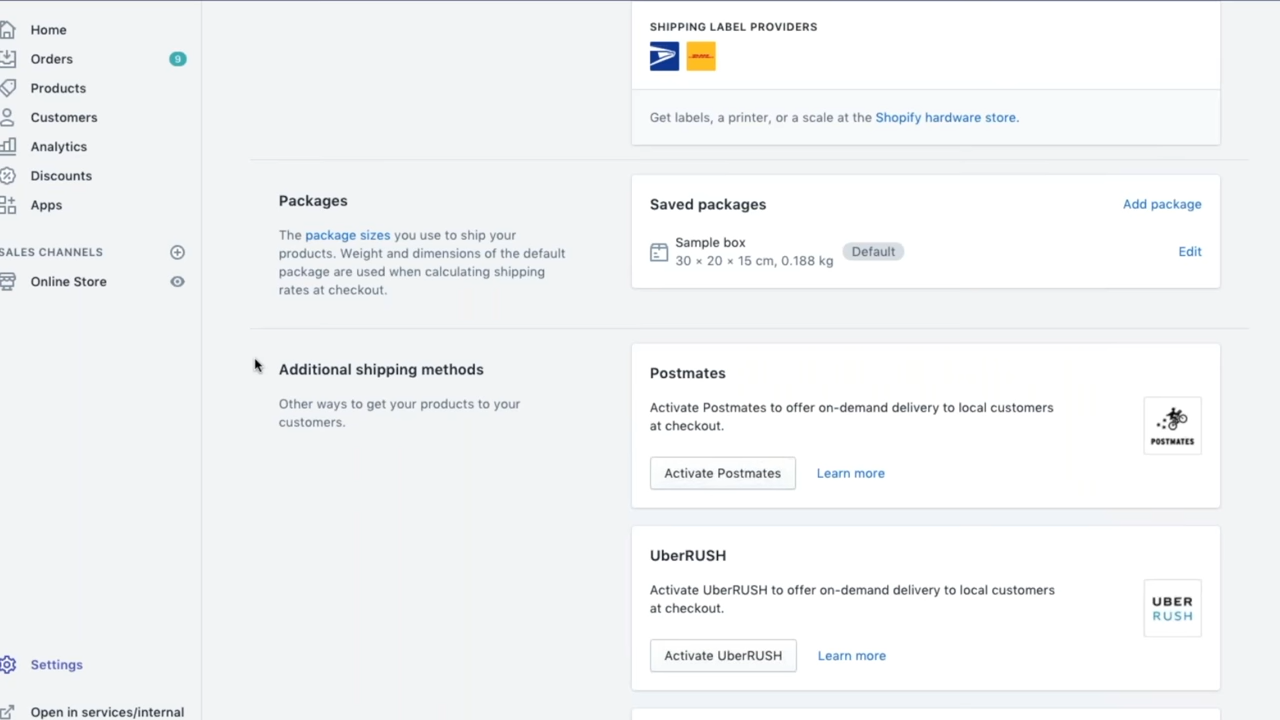 Home
Orders
9
Products
Customers
Analytics
Discounts
Apps
SALES CHANNELS
Online Store
Settings
Open in services/internal
SHIPPING LABEL PROVIDERS
Get labels, a printer, or a scale at the Shopify hardware store.
Packages
The package sizes you use to ship your
products. Weight and dimensions of the default
package are used when calculating shipping
rates at checkout.
Saved packages
Add package
Sample box
30 × 20 × 15 cm, 0.188 kg
Default
Edit
Additional shipping methods
Other ways to get your products to your
customers.
Postmates
Activate Postmates to offer on-demand delivery to local customers
at checkout.
POSTMATES
Activate Postmates
Learn more
UberRUSH
Activate UberRUSH to offer on-demand delivery to local customers
at checkout.
UBER
RUSH
Activate UberRUSH
Learn more